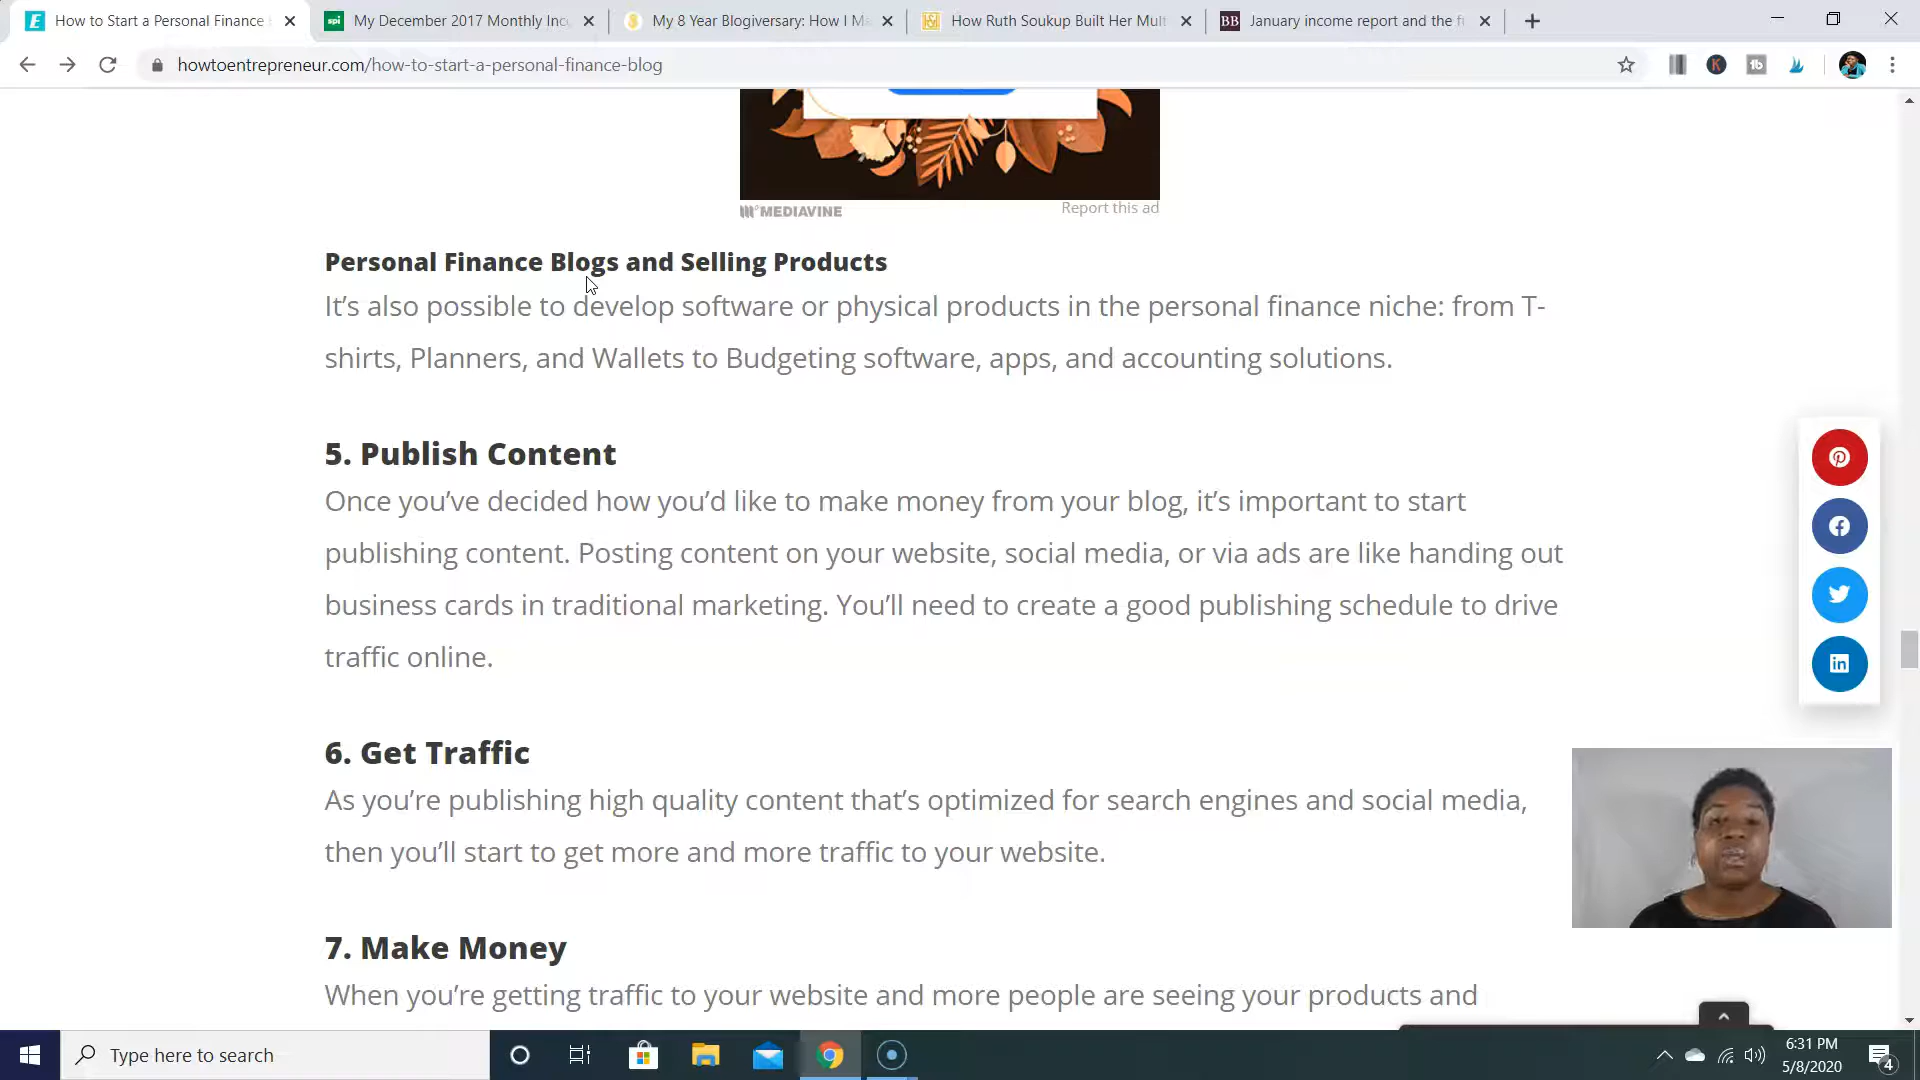 How to Start a Personal Finance
My December 2017 Monthly Inc
My 8 Year Blogiversary: How I Ma
How Ruth Soukup Built Her Mult
BB
January income report and the f
howtoentrepreneur.com/how-to-start-a-personal-finance-blog
MEDIAVINE
Report this ad
Personal Finance Blogs and Selling Products
It’s also possible to develop software or physical products in the personal finance niche: from T-
shirts, Planners, and Wallets to Budgeting software, apps, and accounting solutions.
5. Publish Content
Once you’ve decided how you’d like to make money from your blog, it’s important to start
publishing content. Posting content on your website, social media, or via ads are like handing out
business cards in traditional marketing. You’ll need to create a good publishing schedule to drive
traffic online.
6. Get Traffic
As you’re publishing high quality content that’s optimized for search engines and social media,
then you’ll start to get more and more traffic to your website.
7. Make Money
When you’re getting traffic to your website and more people are seeing your products and
Type here to search
6:31 PM
5/8/2020
4